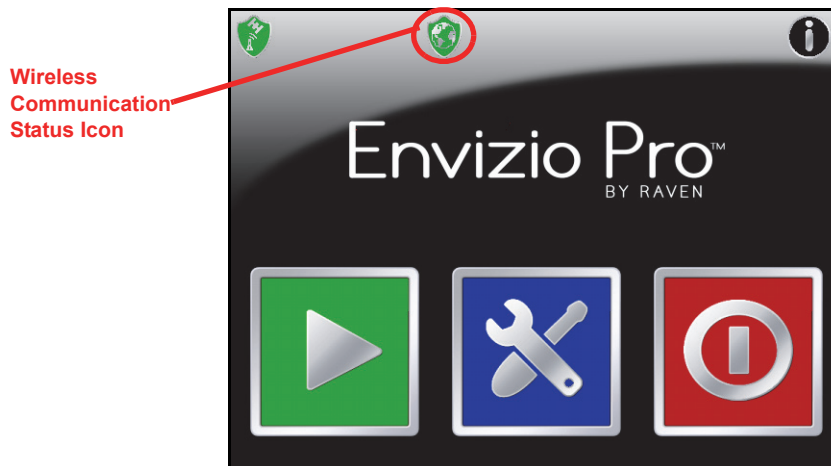 Wireless
Communication
Status Icon
Envizio Pro™
BY RAVEN